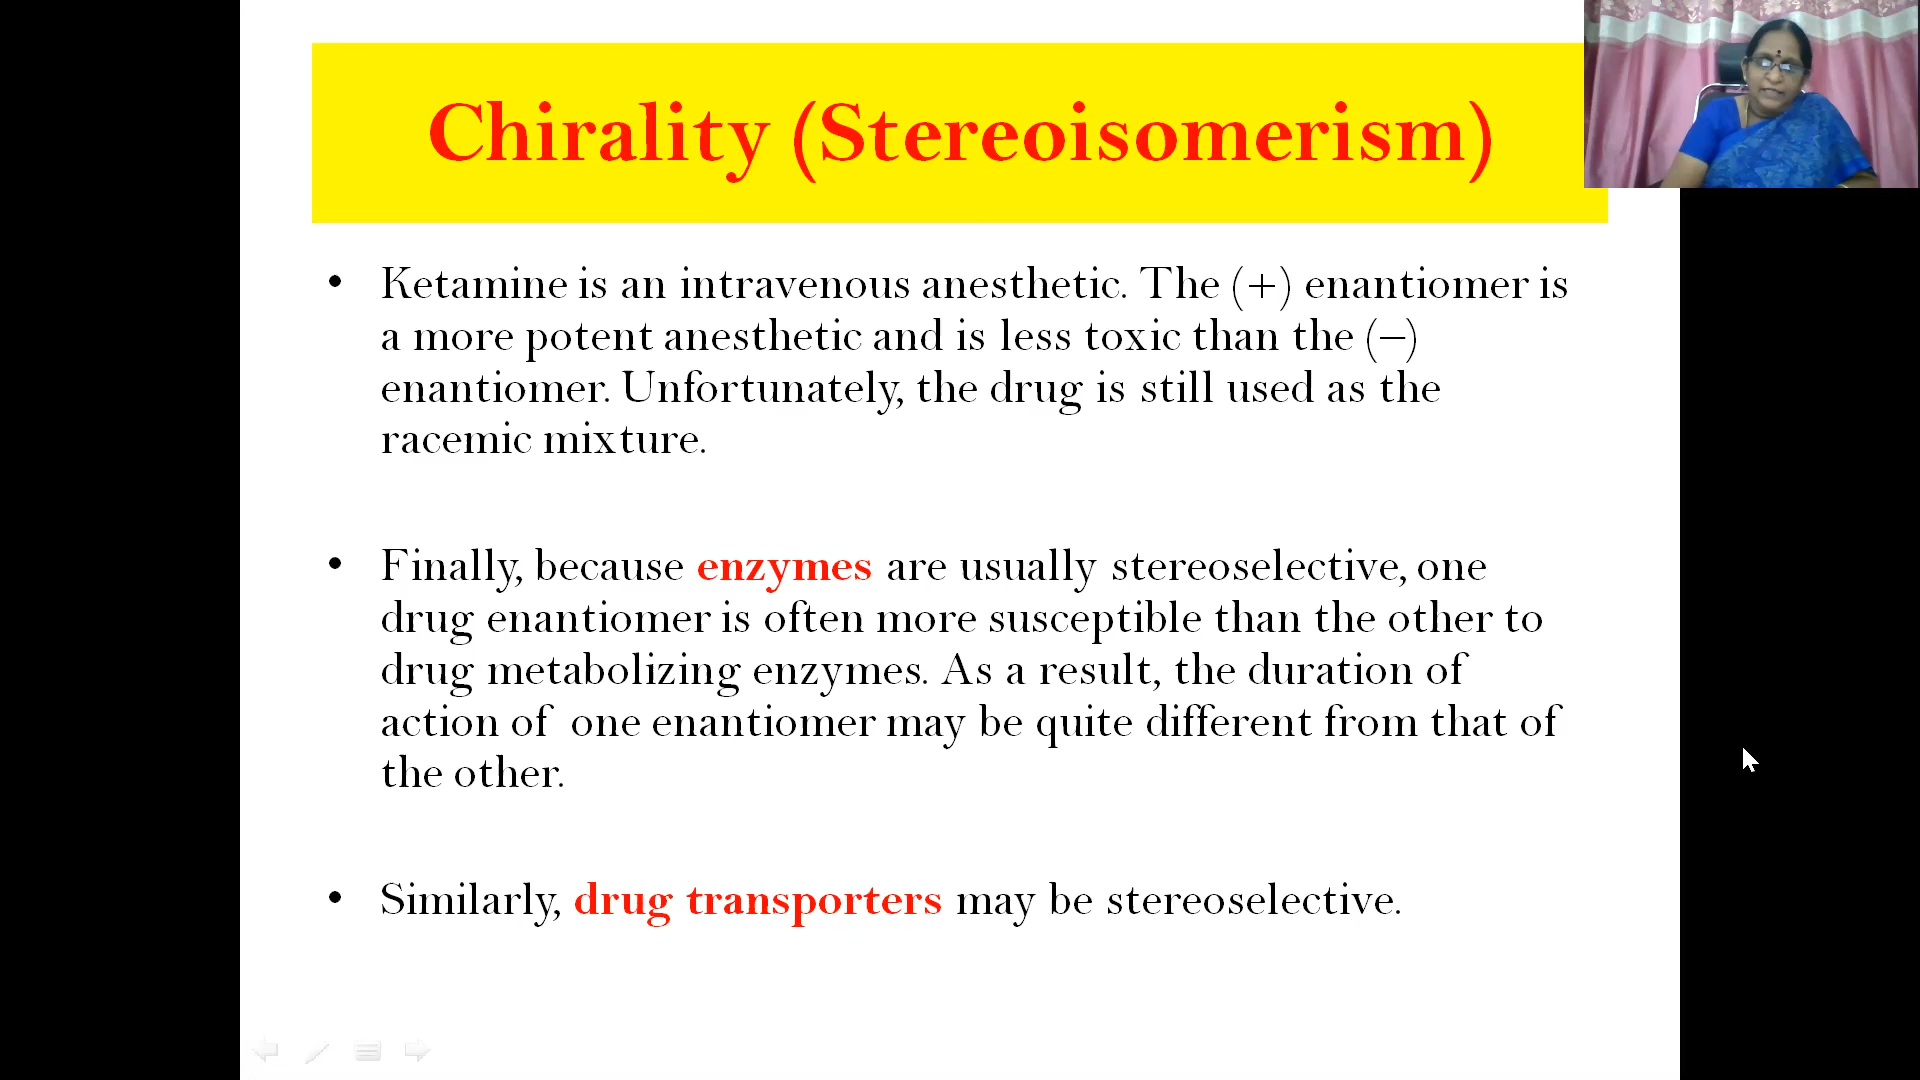 Chirality (Stereoisomerism)
• Ketamine is an intravenous anesthetic. The (+) enantiomer is
a more potent anesthetic and is less toxic than the (–)
enantiomer. Unfortunately, the drug is still used as the
racemic mixture.
• Finally, because enzymes are usually stereoselective, one
drug enantiomer is often more susceptible than the other to
drug metabolizing enzymes. As a result, the duration of
action of one enantiomer may be quite different from that of
the other.
• Similarly, drug transporters may be stereoselective.